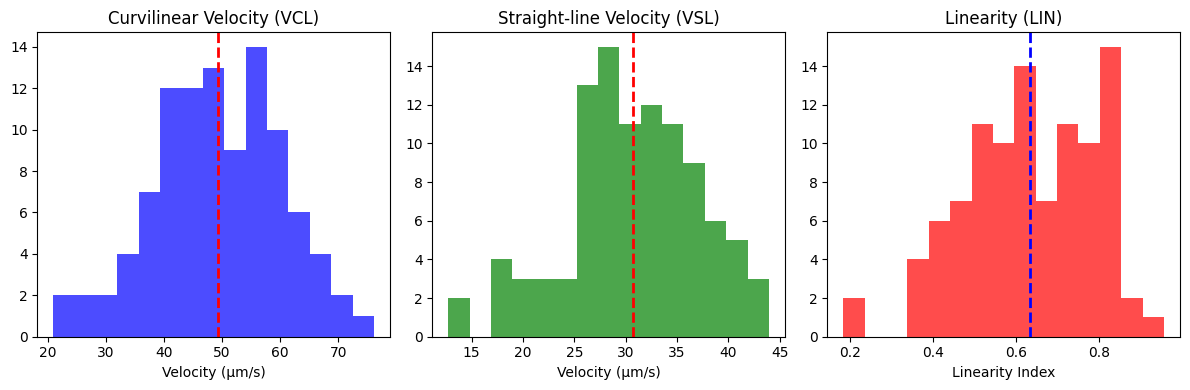 Curvilinear Velocity (VCL)
14
12
10
8
6
4
2
0
20 30 40 50 60 70
Velocity (μm/s)
Straight-line Velocity (VSL)
14
12
10
8
6
4
2
0
15 20 25 30 35 40 45
Velocity (μm/s)
Linearity (LIN)
14
12
10
8
6
4
2
0
0.2 0.4 0.6 0.8
Linearity Index